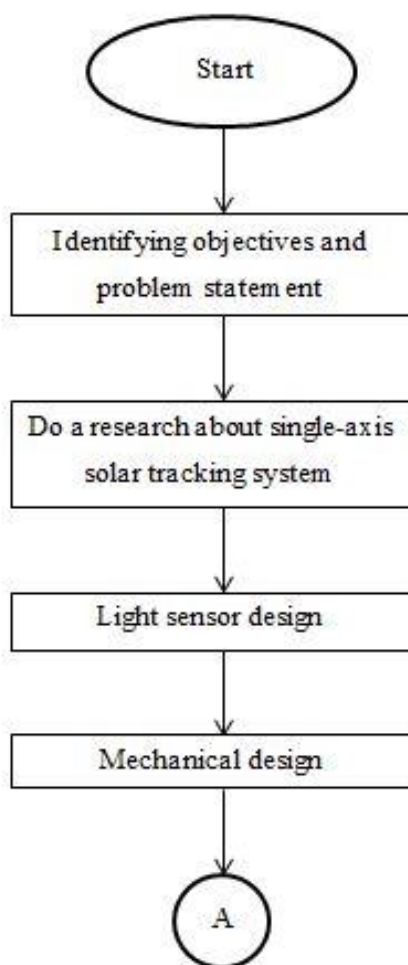 Start
Identifying objectives and
problem statement
Do a research about single-axis
solar tracking system
Light sensor design
Mechanical design
A